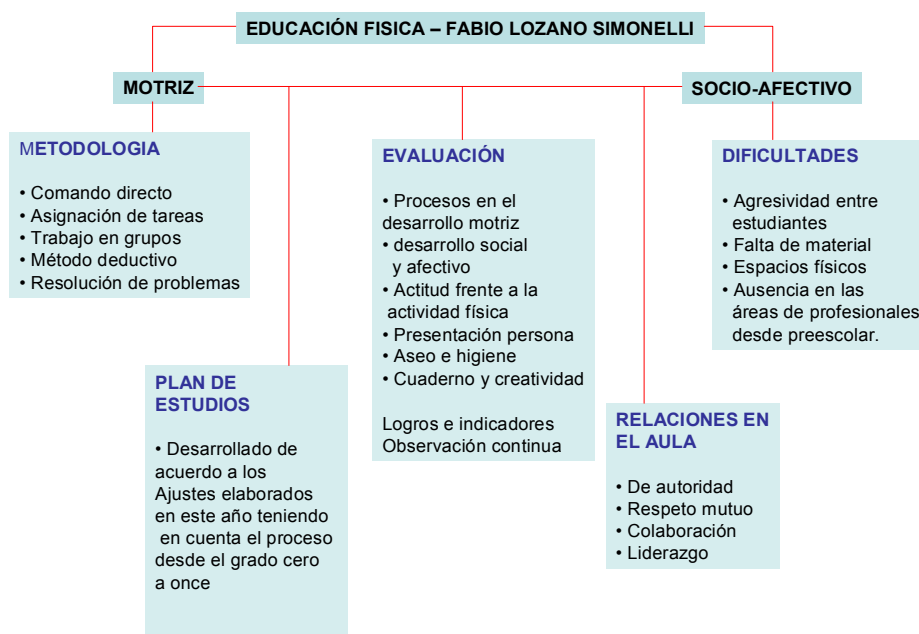 EDUCACIÓN FISICA – FABIO LOZANO SIMONELLI
MOTRIZ
SOCIO-AFECTIVO
METODOLOGIA
• Comando directo
• Asignación de tareas
• Trabajo en grupos
• Método deductivo
• Resolución de problemas
EVALUACIÓN
• Procesos en el
desarrollo motriz
• desarrollo social
y afectivo
• Actitud frente a la
actividad física
• Presentación persona
• Aseo e higiene
• Cuaderno y creatividad
Logros e indicadores
Observación continua
DIFICULTADES
• Agresividad entre
estudiantes
• Falta de material
• Espacios físicos
• Ausencia en las
áreas de profesionales
desde preescolar.
PLAN DE
ESTUDIOS
• Desarrollado de
acuerdo a los
Ajustes elaborados
en este año teniendo
en cuenta el proceso
desde el grado cero
a once
RELACIONES EN
EL AULA
• De autoridad
• Respeto mutuo
• Colaboración
• Liderazgo